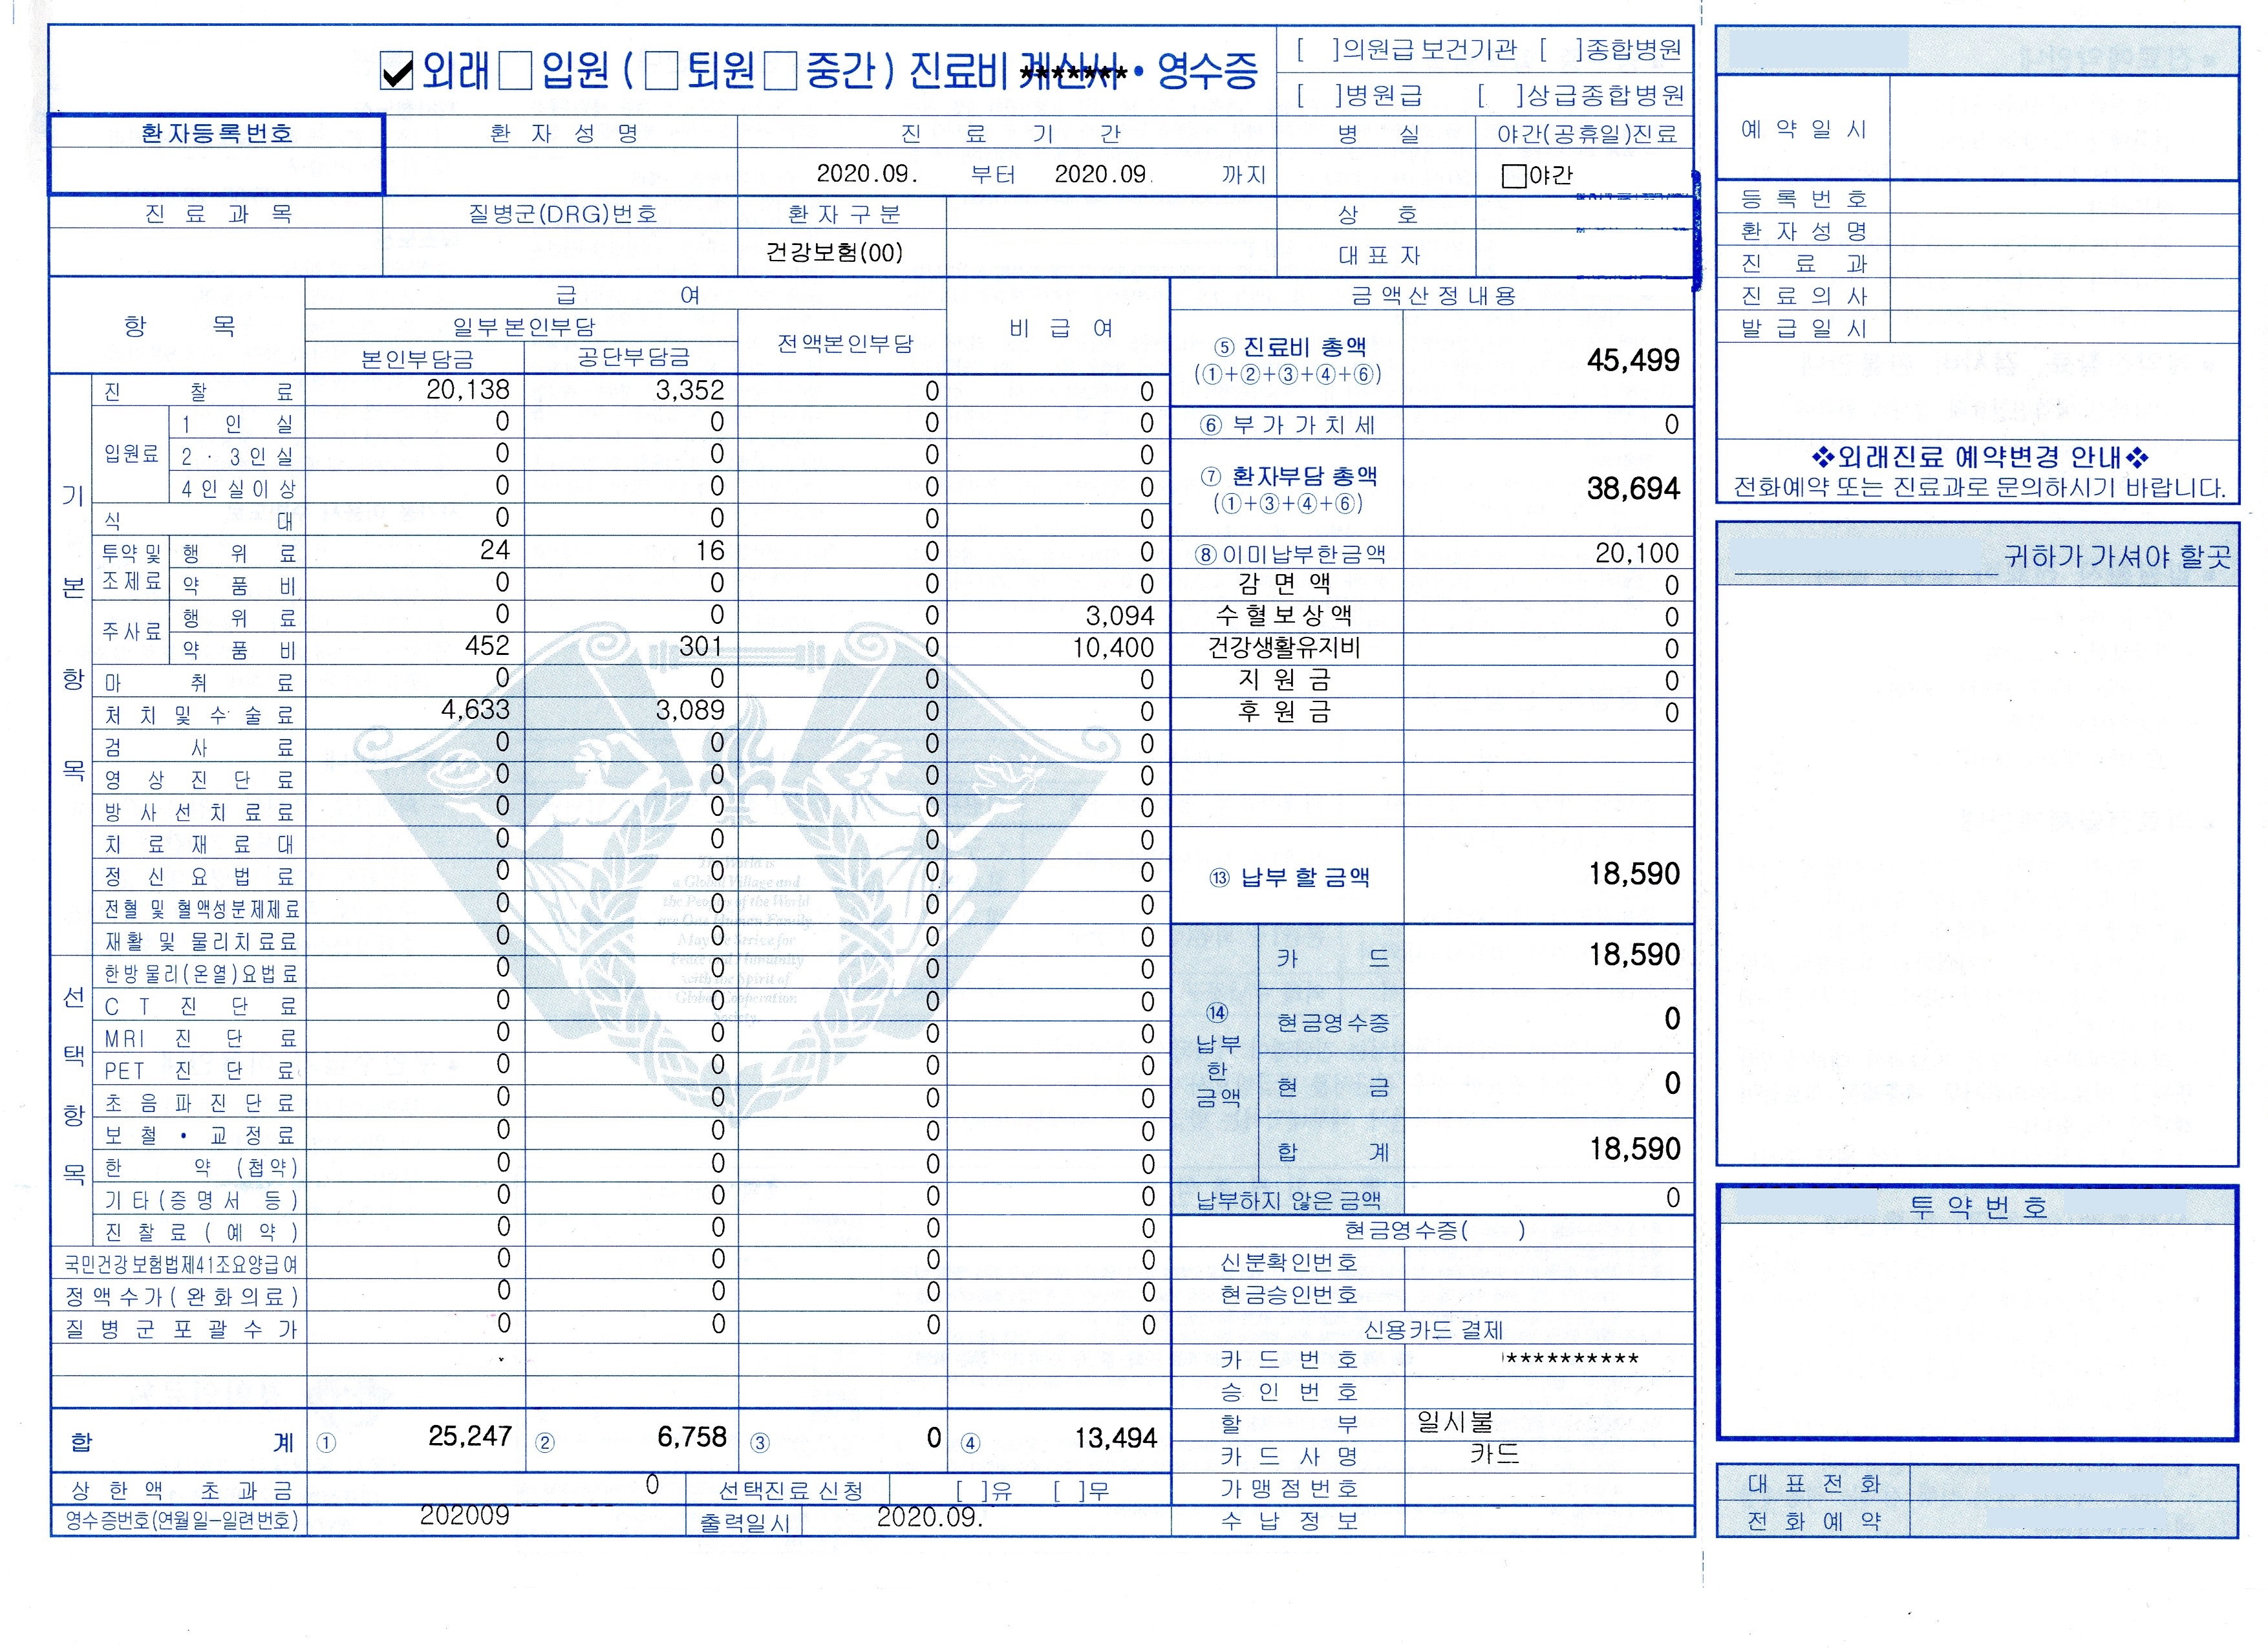 외래 입원 ( 퇴원 중간 ) 진료비 ******* • 영수증
[ ]의원급 보건기관 [ ]종합병원
[ ]병원급 [ ]상급종합병원
환자등록번호 환자성명 진료기간 병실 야간(공휴일)진료
2020.09. 부터 2020.09. 까지 야간
진료과목 질병군(DRG)번호 환자구분 상호
건강보험(00) 대표자
항목 급여 비급여 금액산정내용
일부본인부담 전액본인부담
본인부담금 공단부담금
기본항목
진찰료 20,138 3,352 0 0
입원료 1인실 0 0 0 0
2·3인실 0 0 0 0
4인실이상 0 0 0 0
식대 0 0 0 0
투약 및 조제료 행위료 24 16 0 0
약품비 0 0 0 0
주사료 행위료 0 0 0 3,094
약품비 452 301 0 10,400
마취료 0 0 0 0
처치 및 수술료 4,633 3,089 0 0
검사료 0 0 0 0
영상진단료 0 0 0 0
방사선치료료 0 0 0 0
치료재료대 0 0 0 0
정신요법료 0 0 0 0
전혈 및 혈액성분제제료 0 0 0 0
재활 및 물리치료료 0 0 0 0
선택항목
한방물리(온열)요법료 0 0 0 0
CT 진단료 0 0 0 0
MRI 진단료 0 0 0 0
PET 진단료 0 0 0 0
초음파진단료 0 0 0 0
보철•교정료 0 0 0 0
한약(첩약) 0 0 0 0
기타(증명서 등) 0 0 0 0
진찰료(예약) 0 0 0 0
국민건강보험법제41조요양급여 0 0 0 0
정액수가(완화의료) 0 0 0 0
질병군포괄수가 0 0 0 0
합계 ① 25,247 ② 6,758 ③ 0 ④ 13,494
상한액 초과금 0 선택진료신청 [ ]유 [ ]무
영수증번호(연월일-일련번호) 202009 출력일시 2020.09.
The World is
a Global Village and
the People of the World
are One Human Family.
May We Strive for
Peace and Humanity
with the Spirit of
Global Cooperation
Society.
⑤ 진료비 총액 45,499
(①+②+③+④+⑥)
⑥ 부가가치세 0
⑦ 환자부담 총액 38,694
(①+③+④+⑥)
⑧ 이미납부한금액 20,100
감면액 0
수혈보상액 0
건강생활유지비 0
지원금 0
후원금 0
⑬ 납부할금액 18,590
⑭ 납부한 금액
카드 18,590
현금영수증 0
현금 0
합계 18,590
납부하지 않은 금액 0
현금영수증( )
신분확인번호
현금승인번호
신용카드 결제
카드번호 **********
승인번호
할부 일시불
카드사명 카드
가맹점번호
수납정보
예약일시
등록번호
환자성명
진료과
진료의사
발급일시
❖외래진료 예약변경 안내❖
전화예약 또는 진료과로 문의하시기 바랍니다.
귀하가 가셔야 할곳
투약번호
대표전화
전화예약